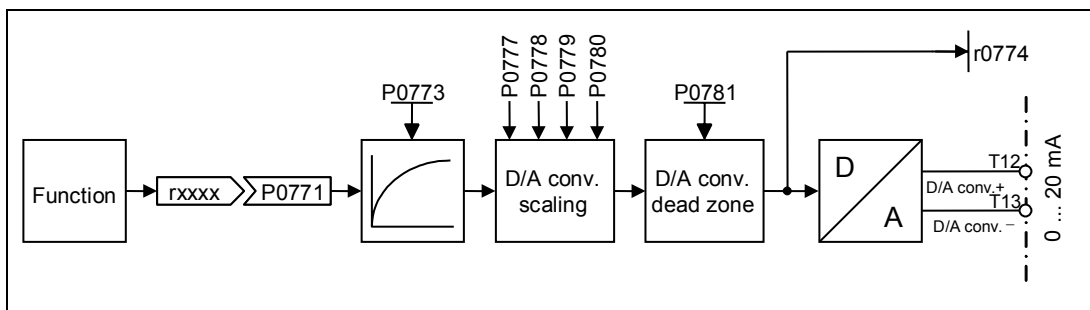 P0777
P0778
P0779
P0780
r0774
P0773
P0781
Function
rxxxx
P0771
D/A conv.
scaling
D/A conv.
dead zone
D
A
T12
D/A conv.+
T13
D/A conv. −
0 ... 20 mA